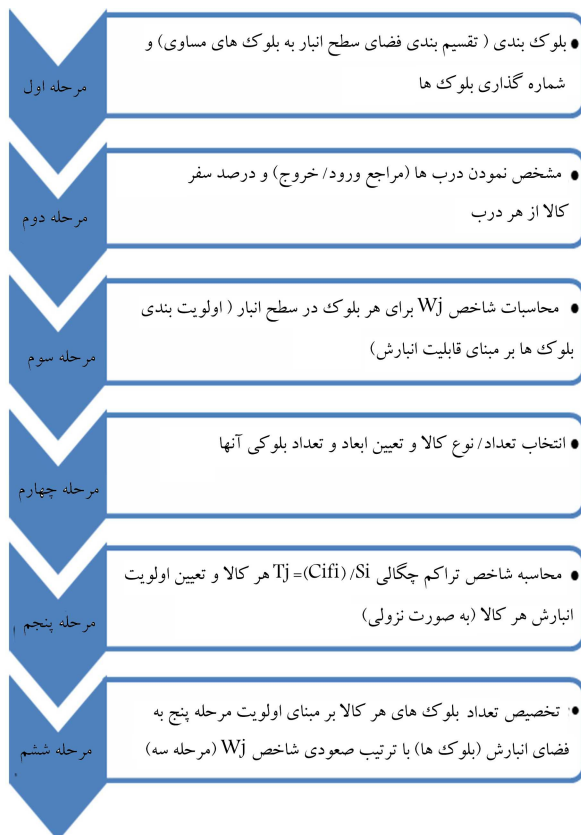 • بلوک بندی ( تقسیم بندی فضای سطح انبار به بلوک های مساوی) و
شماره گذاری بلوک ها
مرحله اول
• مشخص نمودن درب ها (مراجع ورود/ خروج) و درصد سفر
کالا از هر درب
مرحله دوم
• محاسبات شاخص Wj برای هر بلوک در سطح انبار ( اولویت بندی
بلوک ها بر مبنای قابلیت انبارش)
مرحله سوم
• انتخاب تعداد/ نوع کالا و تعیین ابعاد و تعداد بلوکی آنها
مرحله چهارم
• محاسبه شاخص تراکم چگالی Tj=(Cifi) /Si هر کالا و تعیین اولویت
انبارش هر کالا (به صورت نزولی)
مرحله پنجم
• تخصیص تعداد بلوک های هر کالا بر مبنای اولویت مرحله پنج به
فضای انبارش (بلوک ها) با ترتیب صعودی شاخص Wj (مرحله سه)
مرحله ششم